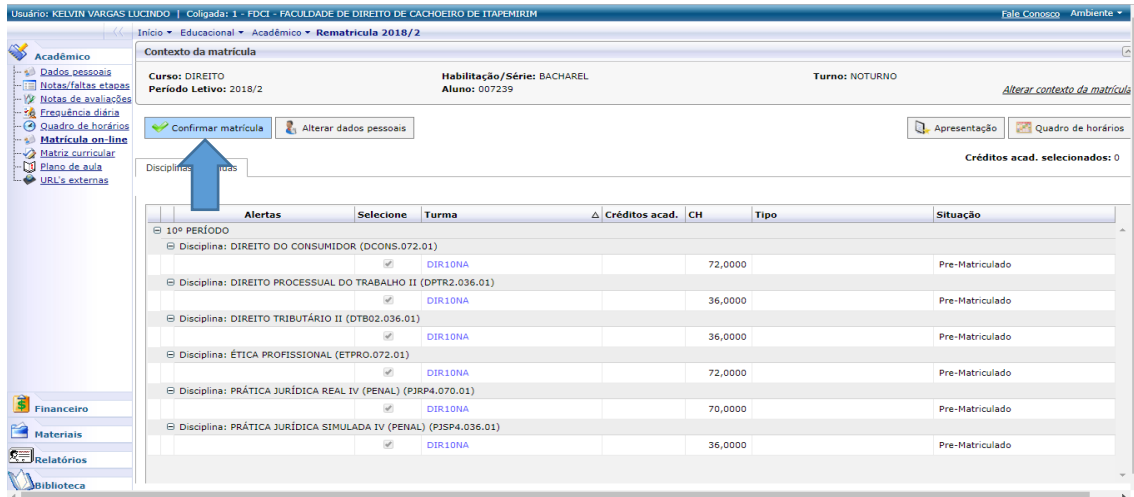 Usuário: KELVIN VARGAS LUCINDO | Coligada: 1 - FDCI - FACULDADE DE DIREITO DE CACHOEIRO DE ITAPEMIRIM Fale Conosco Ambiente
Início Educacional Acadêmico Rematrícula 2018/2
Acadêmico
Dados pessoais
Notas/faltas etapas
Notas de avaliações
Frequência diária
Quadro de horários
Matrícula on-line
Matriz curricular
Plano de aula
URL's externas
Financeiro
Materiais
Relatórios
Biblioteca
Contexto da matrícula
Curso: DIREITO Habilitação/Série: BACHAREL Turno: NOTURNO
Período Letivo: 2018/2 Aluno: 007239 Alterar contexto da matrícula
Confirmar matrícula Alterar dados pessoais Apresentação Quadro de horários
Créditos acad. selecionados: 0
Disciplinas
Alertas Selecione Turma Créditos acad. CH Tipo Situação
10º PERÍODO
Disciplina: DIREITO DO CONSUMIDOR (DCONS.072.01)
DIR10NA 72,0000 Pre-Matriculado
Disciplina: DIREITO PROCESSUAL DO TRABALHO II (DPTR2.036.01)
DIR10NA 36,0000 Pre-Matriculado
Disciplina: DIREITO TRIBUTÁRIO II (DTB02.036.01)
DIR10NA 36,0000 Pre-Matriculado
Disciplina: ÉTICA PROFISSIONAL (ETPRO.072.01)
DIR10NA 72,0000 Pre-Matriculado
Disciplina: PRÁTICA JURÍDICA REAL IV (PENAL) (PJRP4.070.01)
DIR10NA 70,0000 Pre-Matriculado
Disciplina: PRÁTICA JURÍDICA SIMULADA IV (PENAL) (PJSP4.036.01)
DIR10NA 36,0000 Pre-Matriculado